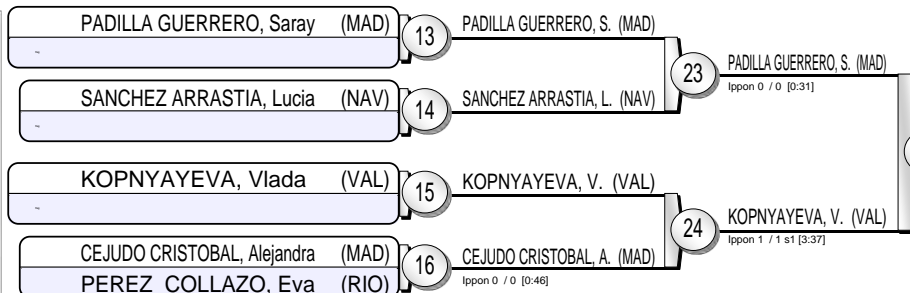 PADILLA GUERRERO, Saray (MAD)
~
13
PADILLA GUERRERO, S. (MAD)
23
PADILLA GUERRERO, S. (MAD)
Ippon 0 / 0 [0:31]
SANCHEZ ARRASTIA, Lucia (NAV)
~
14
SANCHEZ ARRASTIA, L. (NAV)
KOPNYAYEVA, Vlada (VAL)
~
15
KOPNYAYEVA, V. (VAL)
24
KOPNYAYEVA, V. (VAL)
Ippon 1 / 1 s1 [3:37]
CEJUDO CRISTOBAL, Alejandra (MAD)
PEREZ COLLAZO, Eva (RIO)
16
CEJUDO CRISTOBAL, A. (MAD)
Ippon 0 / 0 [0:46]